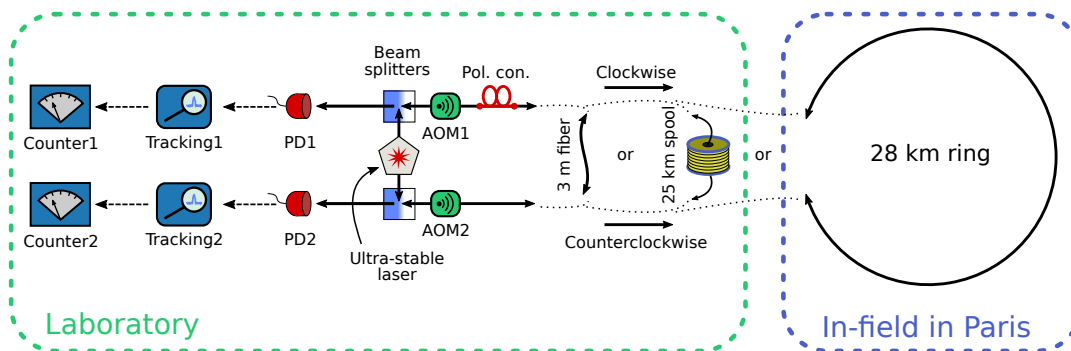 Beam
splitters
Pol. con.
Clockwise
Counter1
Tracking1
PD1
AOM1
3 m fiber
or
25 km spool
or
28 km ring
Counter2
Tracking2
PD2
AOM2
Counterclockwise
Ultra-stable
laser
Laboratory
In-field in Paris